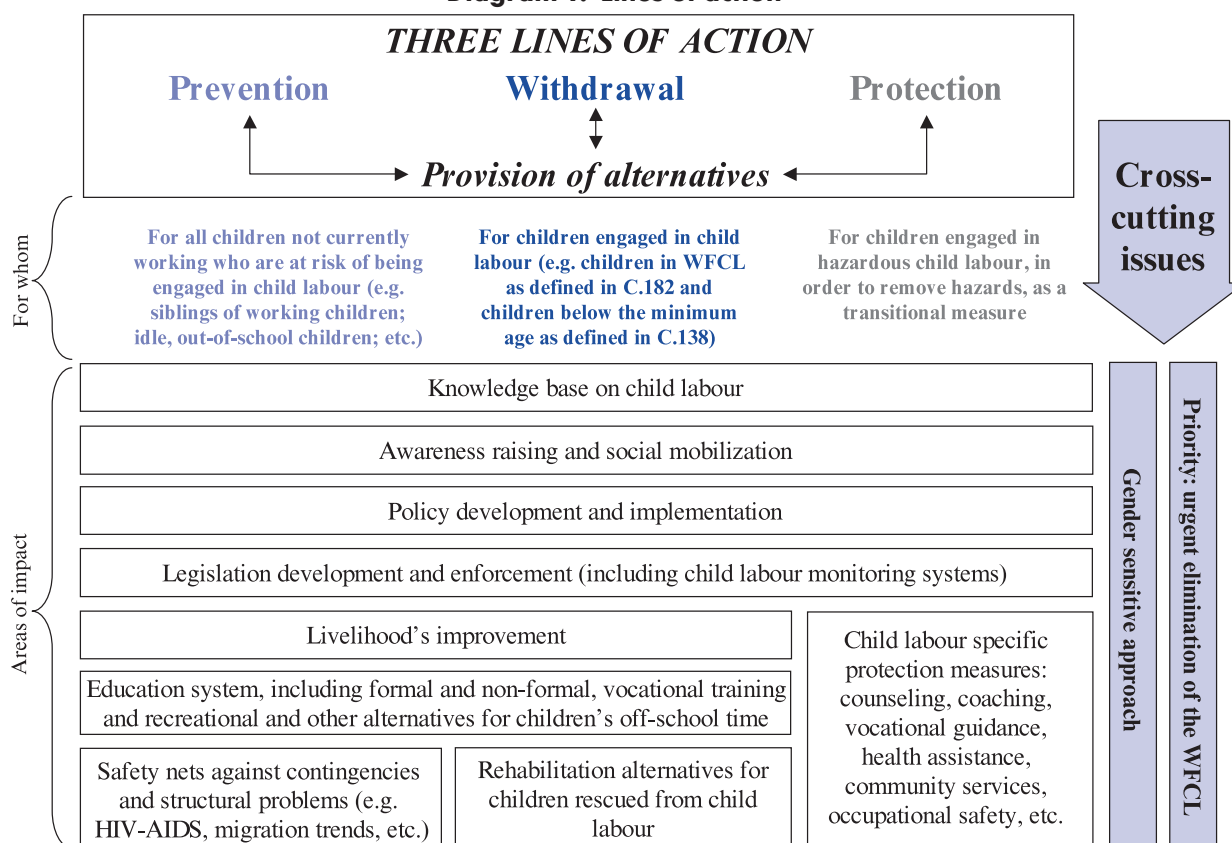 Diagram 1: Lines of action
THREE LINES OF ACTION
Prevention
Withdrawal
Protection
Provision of alternatives
Cross-
cutting
issues
For whom
For all children not currently
working who are at risk of being
engaged in child labour (e.g.
siblings of working children;
idle, out-of-school children; etc.)
For children engaged in child
labour (e.g. children in WFCL
as defined in C.182 and
children below the minimum
age as defined in C.138)
For children engaged in
hazardous child labour, in
order to remove hazards, as a
transitional measure
Areas of impact
Knowledge base on child labour
Awareness raising and social mobilization
Policy development and implementation
Legislation development and enforcement (including child labour monitoring systems)
Livelihood's improvement
Education system, including formal and non-formal, vocational training
and recreational and other alternatives for children's off-school time
Safety nets against contingencies
and structural problems (e.g.
HIV-AIDS, migration trends, etc.)
Rehabilitation alternatives for
children rescued from child
labour
Child labour specific
protection measures:
counseling, coaching,
vocational guidance,
health assistance,
community services,
occupational safety, etc.
Gender sensitive approach
Priority: urgent elimination of the WFCL